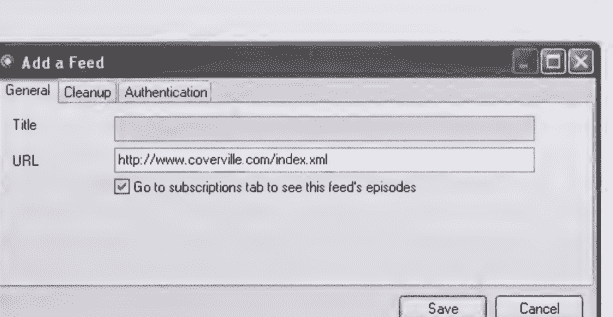 Add a Feed
General Cleanup Authentication
Title
URL http://www.coverville.com/index.xml
Go to subscriptions tab to see this feed's episodes
Save Cancel